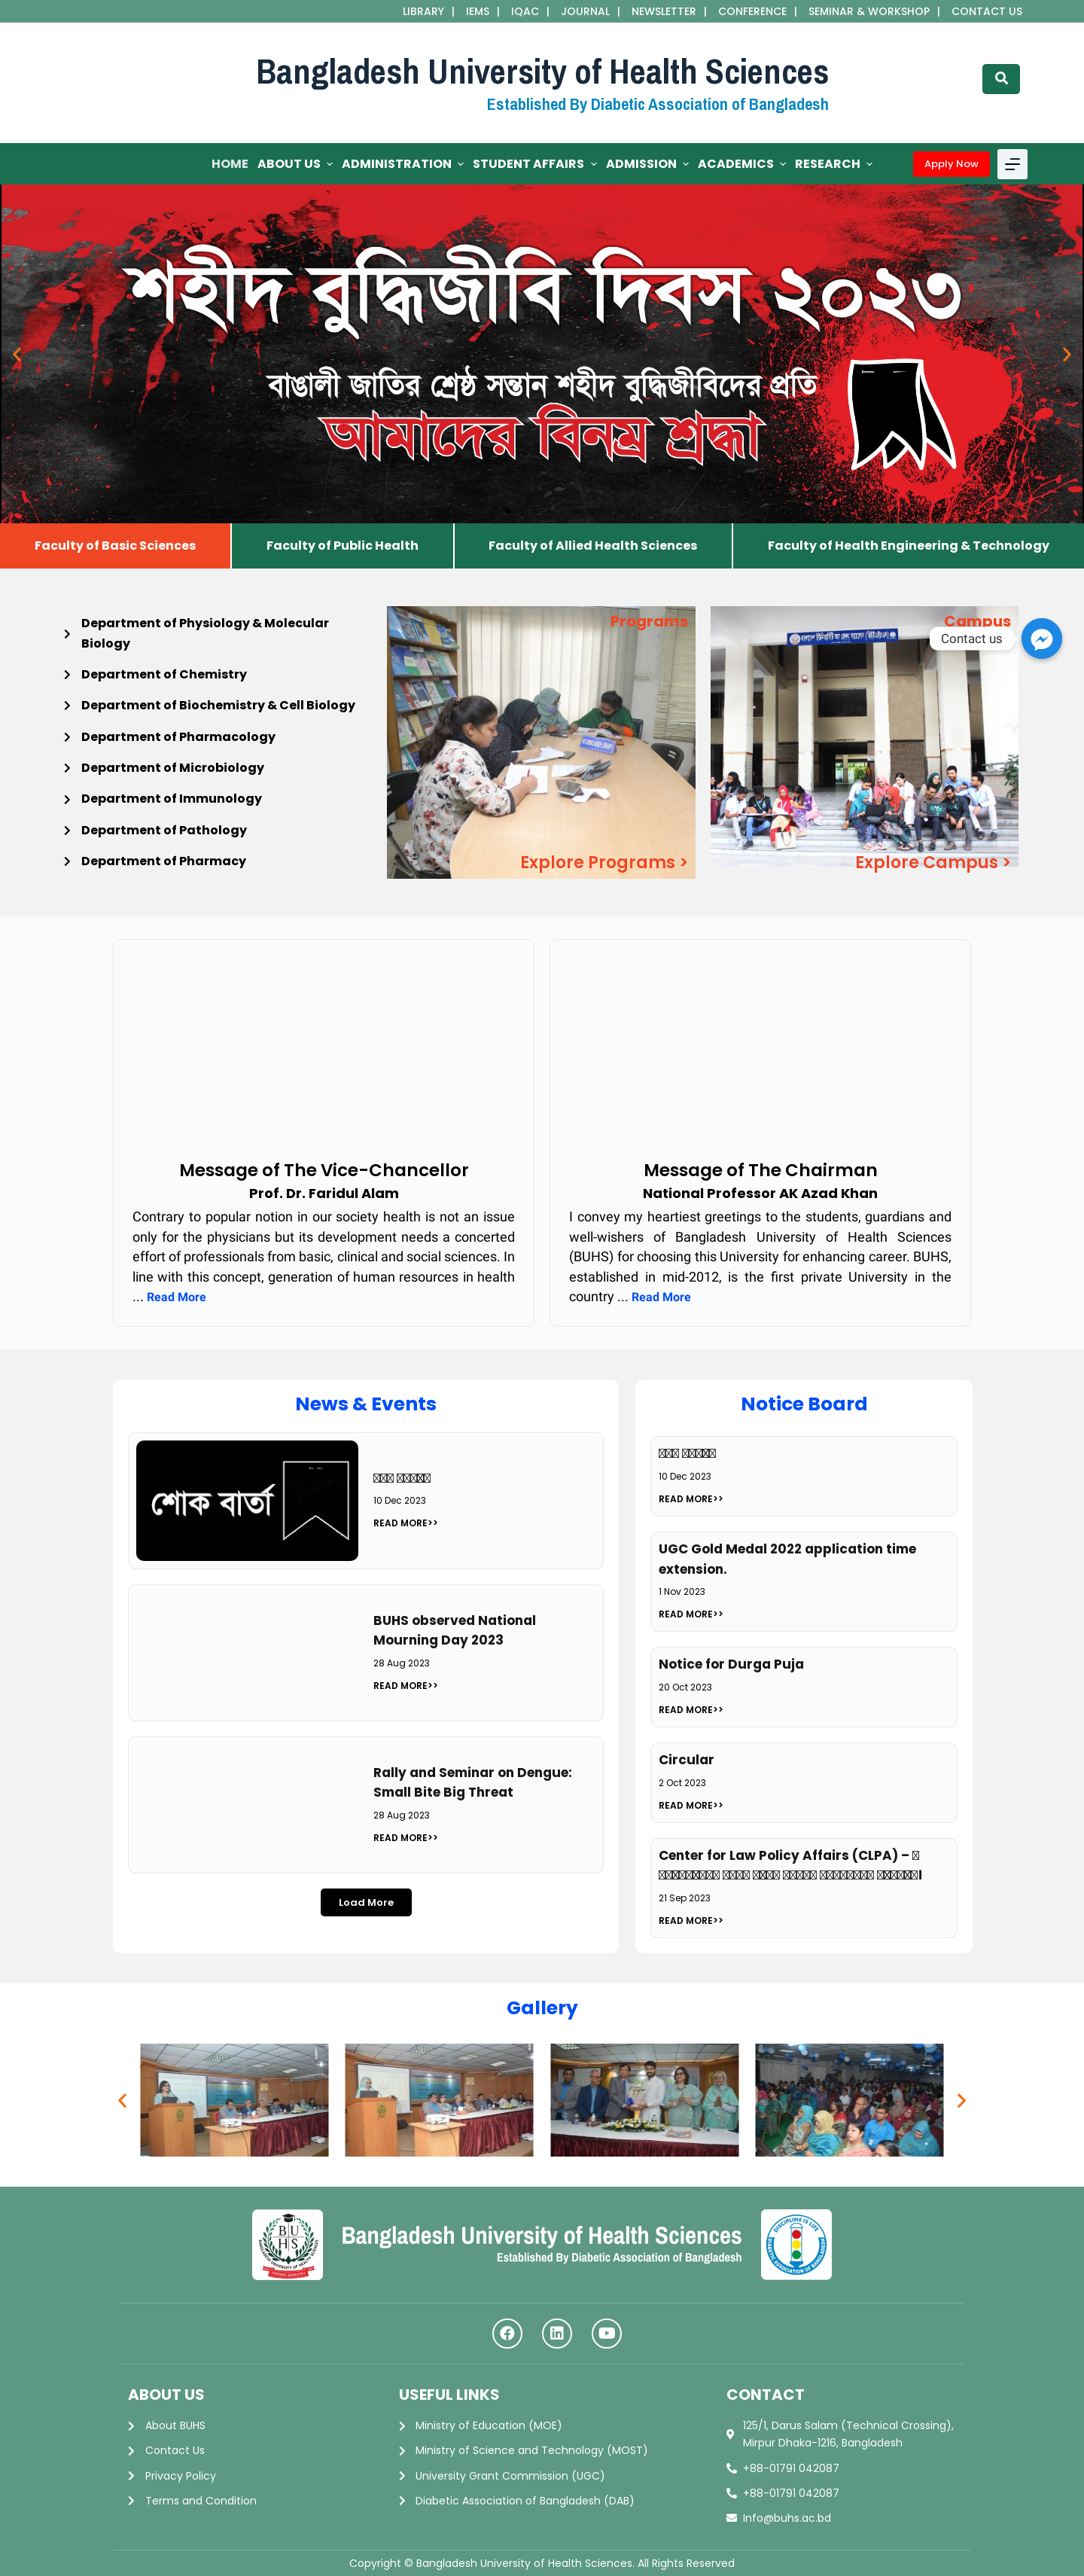 LIBRARY | IEMS | IQAC | JOURNAL | NEWSLETTER | CONFERENCE | SEMINAR & WORKSHOP | CONTACT US
Bangladesh University of Health Sciences
Established By Diabetic Association of Bangladesh
HOME ABOUT US ADMINISTRATION STUDENT AFFAIRS ADMISSION ACADEMICS RESEARCH Apply Now
শহীদ বুদ্ধিজীবি দিবস ২০২৩
বাঙালী জাতির শ্রেষ্ঠ সন্তান শহীদ বুদ্ধিজীবিদের প্রতি
আমাদের বিনম্র শ্রদ্ধা
Faculty of Basic Sciences
Faculty of Public Health
Faculty of Allied Health Sciences
Faculty of Health Engineering & Technology
Department of Physiology & Molecular
Biology
Department of Chemistry
Department of Biochemistry & Cell Biology
Department of Pharmacology
Department of Microbiology
Department of Immunology
Department of Pathology
Department of Pharmacy
Programs
Explore Programs >
Campus
Contact us
Explore Campus >
Message of The Vice-Chancellor
Prof. Dr. Faridul Alam
Contrary to popular notion in our society health is not an issue
only for the physicians but its development needs a concerted
effort of professionals from basic, clinical and social sciences. In
line with this concept, generation of human resources in health
... Read More
Message of The Chairman
National Professor AK Azad Khan
I convey my heartiest greetings to the students, guardians and
well-wishers of Bangladesh University of Health Sciences
(BUHS) for choosing this University for enhancing career. BUHS,
established in mid-2012, is the first private University in the
country ... Read More
News & Events
শোক বার্তা
10 Dec 2023
READ MORE>>
BUHS observed National
Mourning Day 2023
28 Aug 2023
READ MORE>>
Rally and Seminar on Dengue:
Small Bite Big Threat
28 Aug 2023
READ MORE>>
Load More
Notice Board
10 Dec 2023
READ MORE>>
UGC Gold Medal 2022 application time
extension.
1 Nov 2023
READ MORE>>
Notice for Durga Puja
20 Oct 2023
READ MORE>>
Circular
2 Oct 2023
READ MORE>>
Center for Law Policy Affairs (CLPA) –
21 Sep 2023
READ MORE>>
Gallery
Bangladesh University of Health Sciences
Established By Diabetic Association of Bangladesh
ABOUT US
About BUHS
Contact Us
Privacy Policy
Terms and Condition
USEFUL LINKS
Ministry of Education (MOE)
Ministry of Science and Technology (MOST)
University Grant Commission (UGC)
Diabetic Association of Bangladesh (DAB)
CONTACT
125/1, Darus Salam (Technical Crossing),
Mirpur Dhaka-1216, Bangladesh
+88-01791 042087
+88-01791 042087
Info@buhs.ac.bd
Copyright © Bangladesh University of Health Sciences. All Rights Reserved